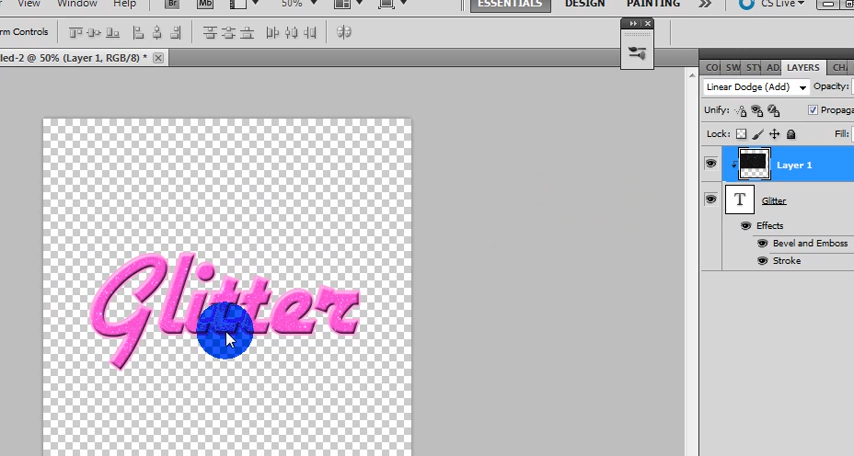 View Window Help Br Mb 50% ESSENTIALS DESIGN PAINTING CS Live
rm Controls
led-2 @ 50% (Layer 1, RGB/8) * x
CO SW STY AD. LAYERS CH
Linear Dodge (Add) Opacity:
Unify: Propaga
Lock: Fill:
Layer 1
T Glitter
Effects
Bevel and Emboss
Stroke
Glitter